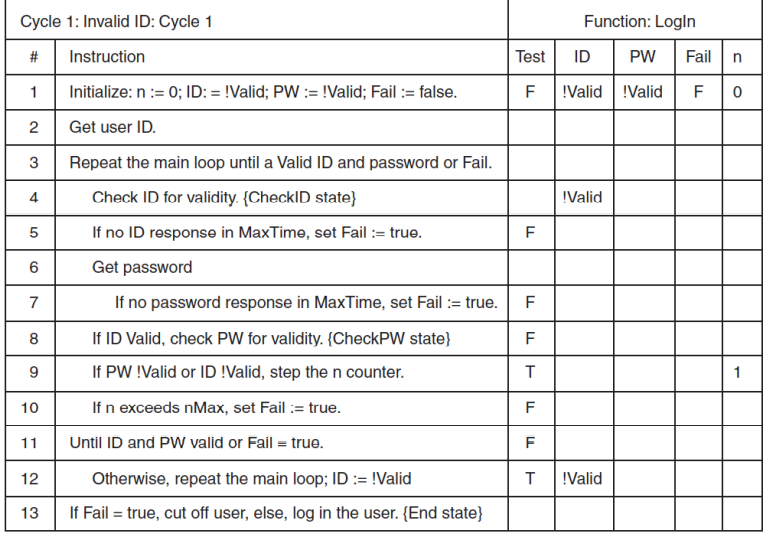 Cycle 1: Invalid ID: Cycle 1 Function: LogIn
# Instruction Test ID PW Fail n
1 Initialize: n := 0; ID: = !Valid; PW := !Valid; Fail := false. F !Valid !Valid F 0
2 Get user ID.
3 Repeat the main loop until a Valid ID and password or Fail.
4 Check ID for validity. {CheckID state} !Valid
5 If no ID response in MaxTime, set Fail := true. F
6 Get password
7 If no password response in MaxTime, set Fail := true. F
8 If ID Valid, check PW for validity. {CheckPW state} F
9 If PW !Valid or ID !Valid, step the n counter. T 1
10 If n exceeds nMax, set Fail := true. F
11 Until ID and PW valid or Fail = true. F
12 Otherwise, repeat the main loop; ID := !Valid T !Valid
13 If Fail = true, cut off user, else, log in the user. {End state}